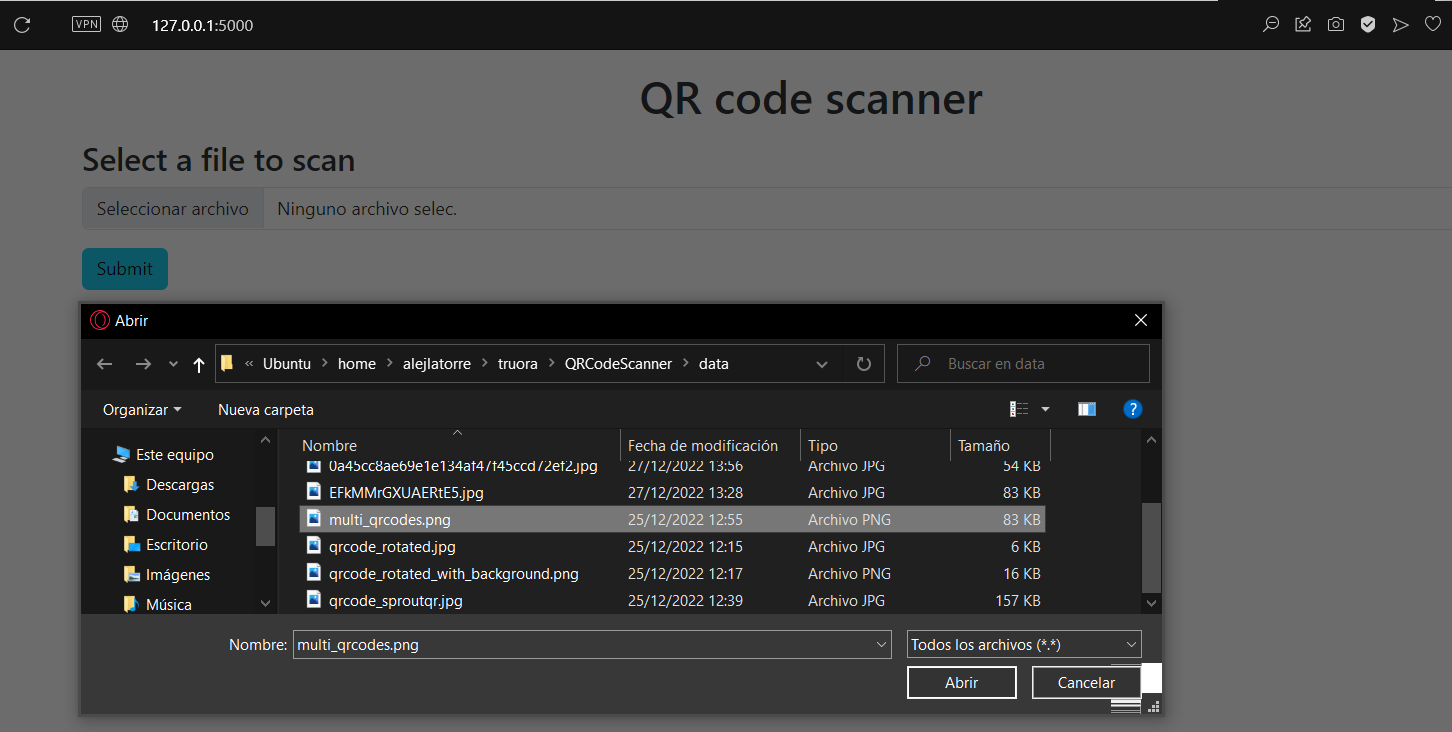 VPN 127.0.0.1:5000
QR code scanner
Select a file to scan
Seleccionar archivo Ninguno archivo selec.
Submit
Abrir
« Ubuntu > home > alejlatorre > truora > QRCodeScanner > data Buscar en data
Organizar Nueva carpeta ?
Nombre Fecha de modificación Tipo Tamaño
Este equipo
Descargas
Documentos
Escritorio
Imágenes
Música
0a45cc8ae69e1e134af47f45ccd72ef2.jpg 27/12/2022 13:56 Archivo JPG 54 KB
EFkMMrGXUAERtE5.jpg 27/12/2022 13:28 Archivo JPG 83 KB
multi_qrcodes.png 25/12/2022 12:55 Archivo PNG 83 KB
qrcode_rotated.jpg 25/12/2022 12:15 Archivo JPG 6 KB
qrcode_rotated_with_background.png 25/12/2022 12:17 Archivo PNG 16 KB
qrcode_sproutqr.jpg 25/12/2022 12:39 Archivo JPG 157 KB
Nombre: multi_qrcodes.png Todos los archivos (*.*)
Abrir Cancelar